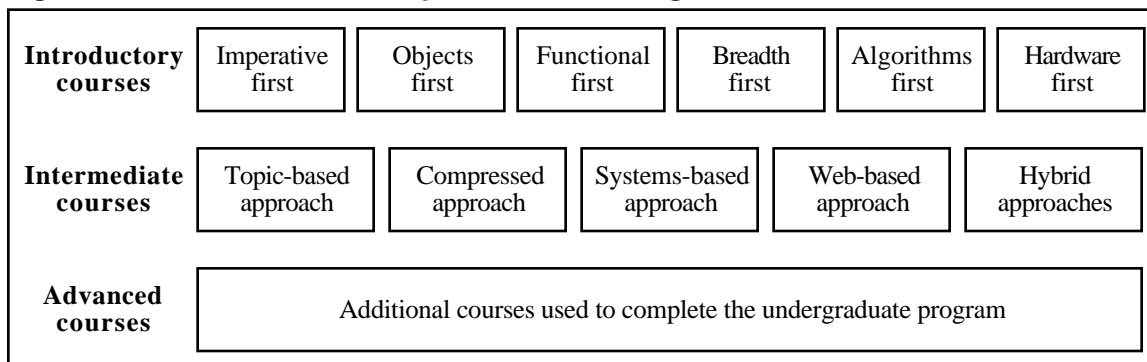 Introductory courses
Imperative first
Objects first
Functional first
Breadth first
Algorithms first
Hardware first
Intermediate courses
Topic-based approach
Compressed approach
Systems-based approach
Web-based approach
Hybrid approaches
Advanced courses
Additional courses used to complete the undergraduate program